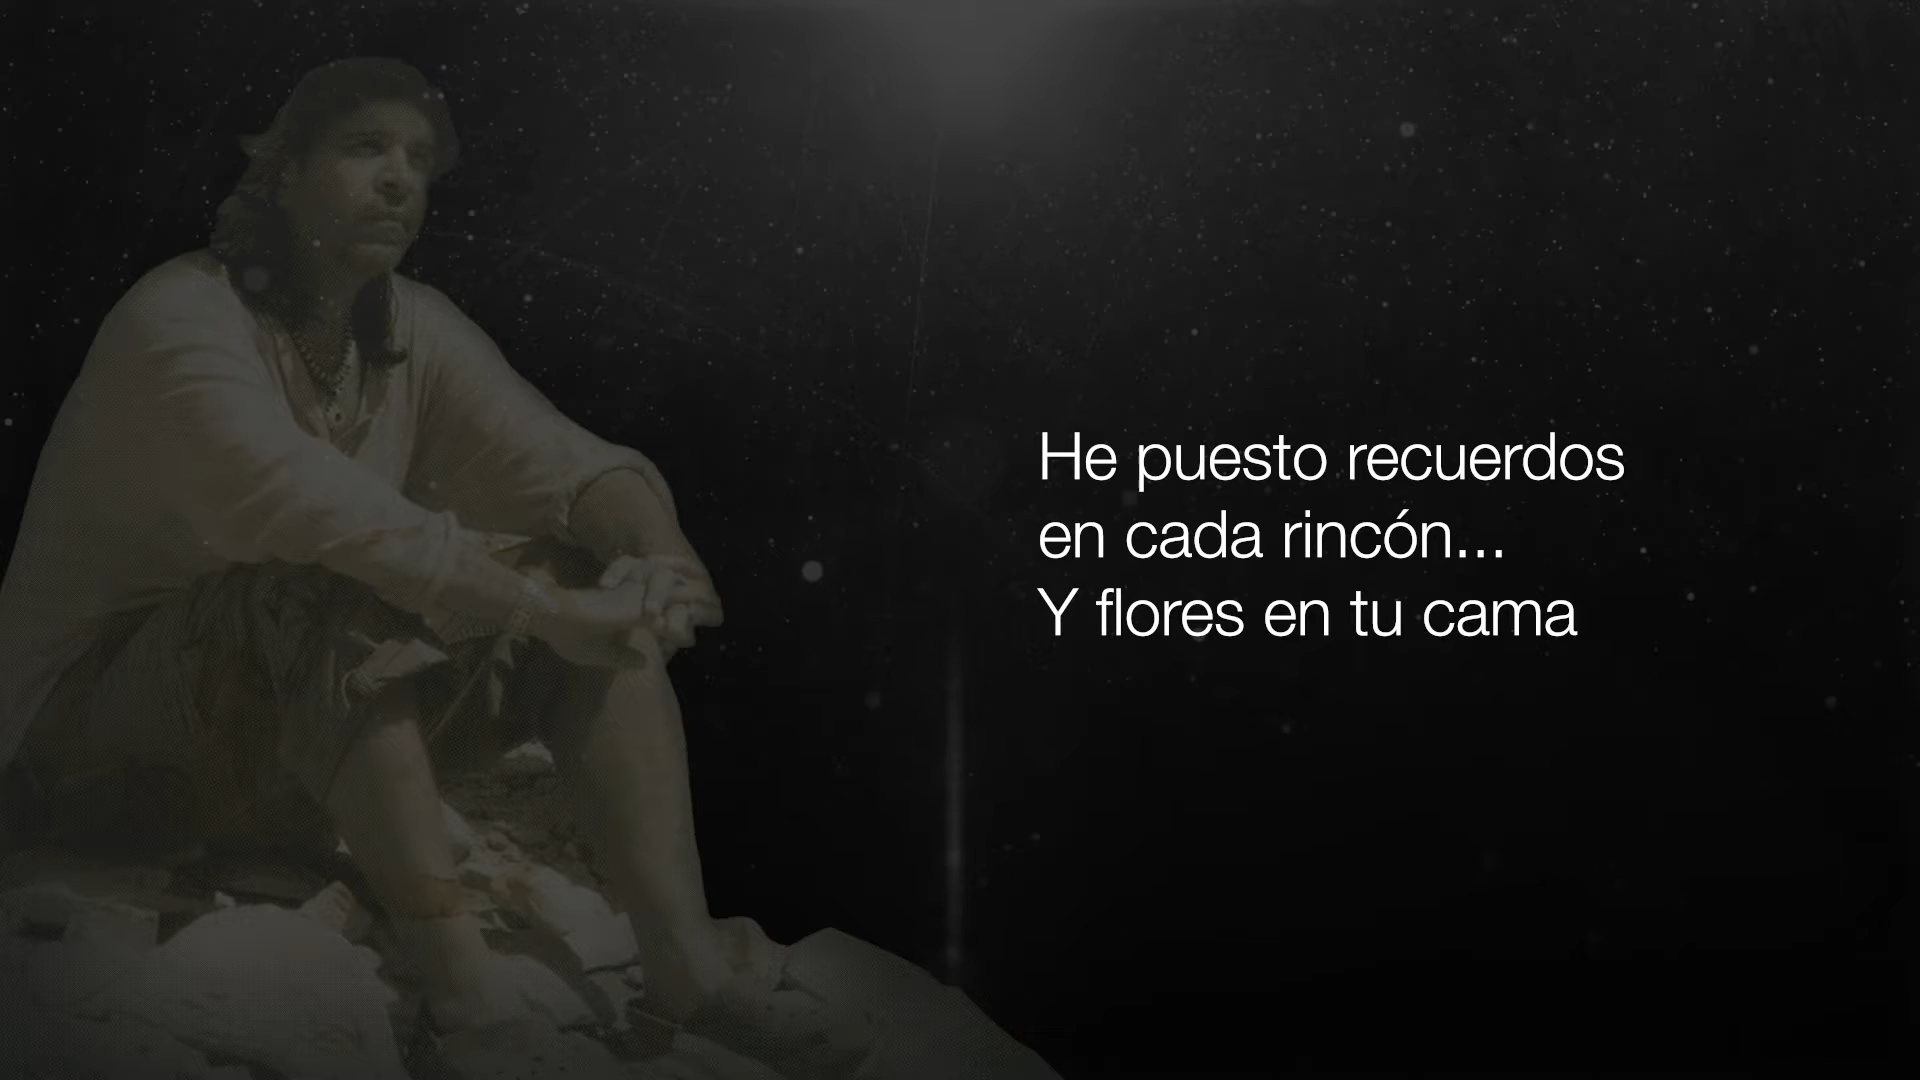 He puesto recuerdos
en cada rincón...
Y flores en tu cama